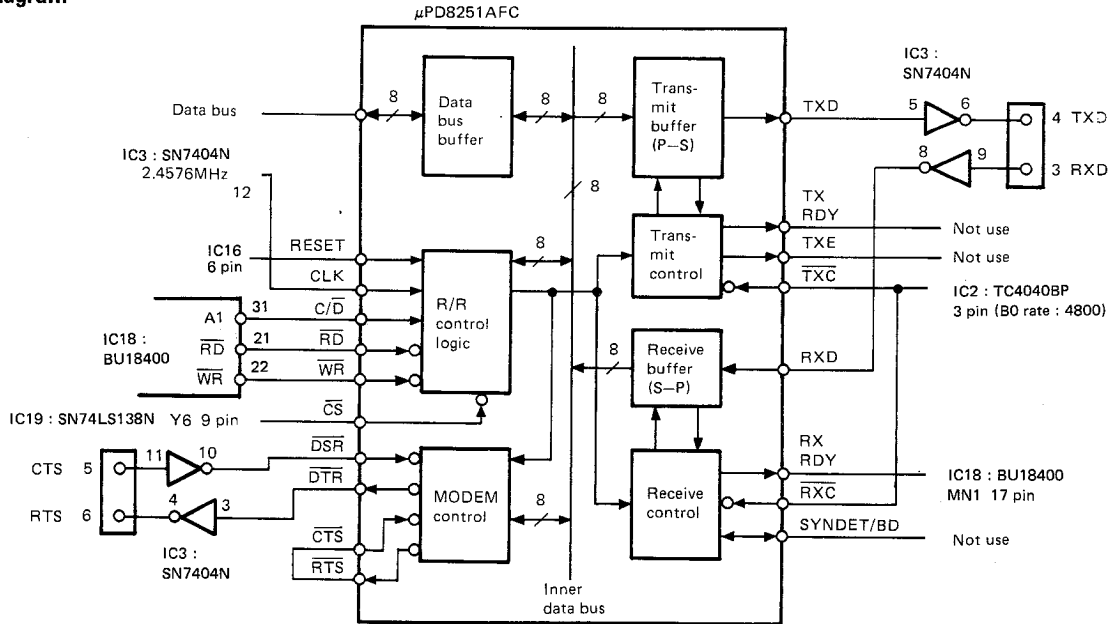 μPD8251AFC
Data bus
8
Data
bus
buffer
8
8
Trans-
mit
buffer
(P—S)
TXD
IC3 :
SN7404N
5
6
4 TXD
8
9
3 RXD
IC3 : SN7404N
2.4576MHz
12
8
TX
RDY
Not use
Trans-
mit
control
TXE
Not use
TXC
IC2 : TC4040BP
3 pin (B0 rate : 4800)
IC16
6 pin
RESET
CLK
8
R/R
control
logic
IC18 :
BU18400
A1
31
C/D
RD
21
RD
WR
22
WR
8
Receive
buffer
(S—P)
RXD
IC19 : SN74LS138N Y6 9 pin
CS
CTS 5
11
10
DSR
RTS 6
4
3
DTR
IC3 :
SN7404N
CTS
RTS
MODEM
control
8
Receive
control
RX
RDY
IC18 : BU18400
MN1 17 pin
RXC
SYNDET/BD
Not use
Inner
data bus